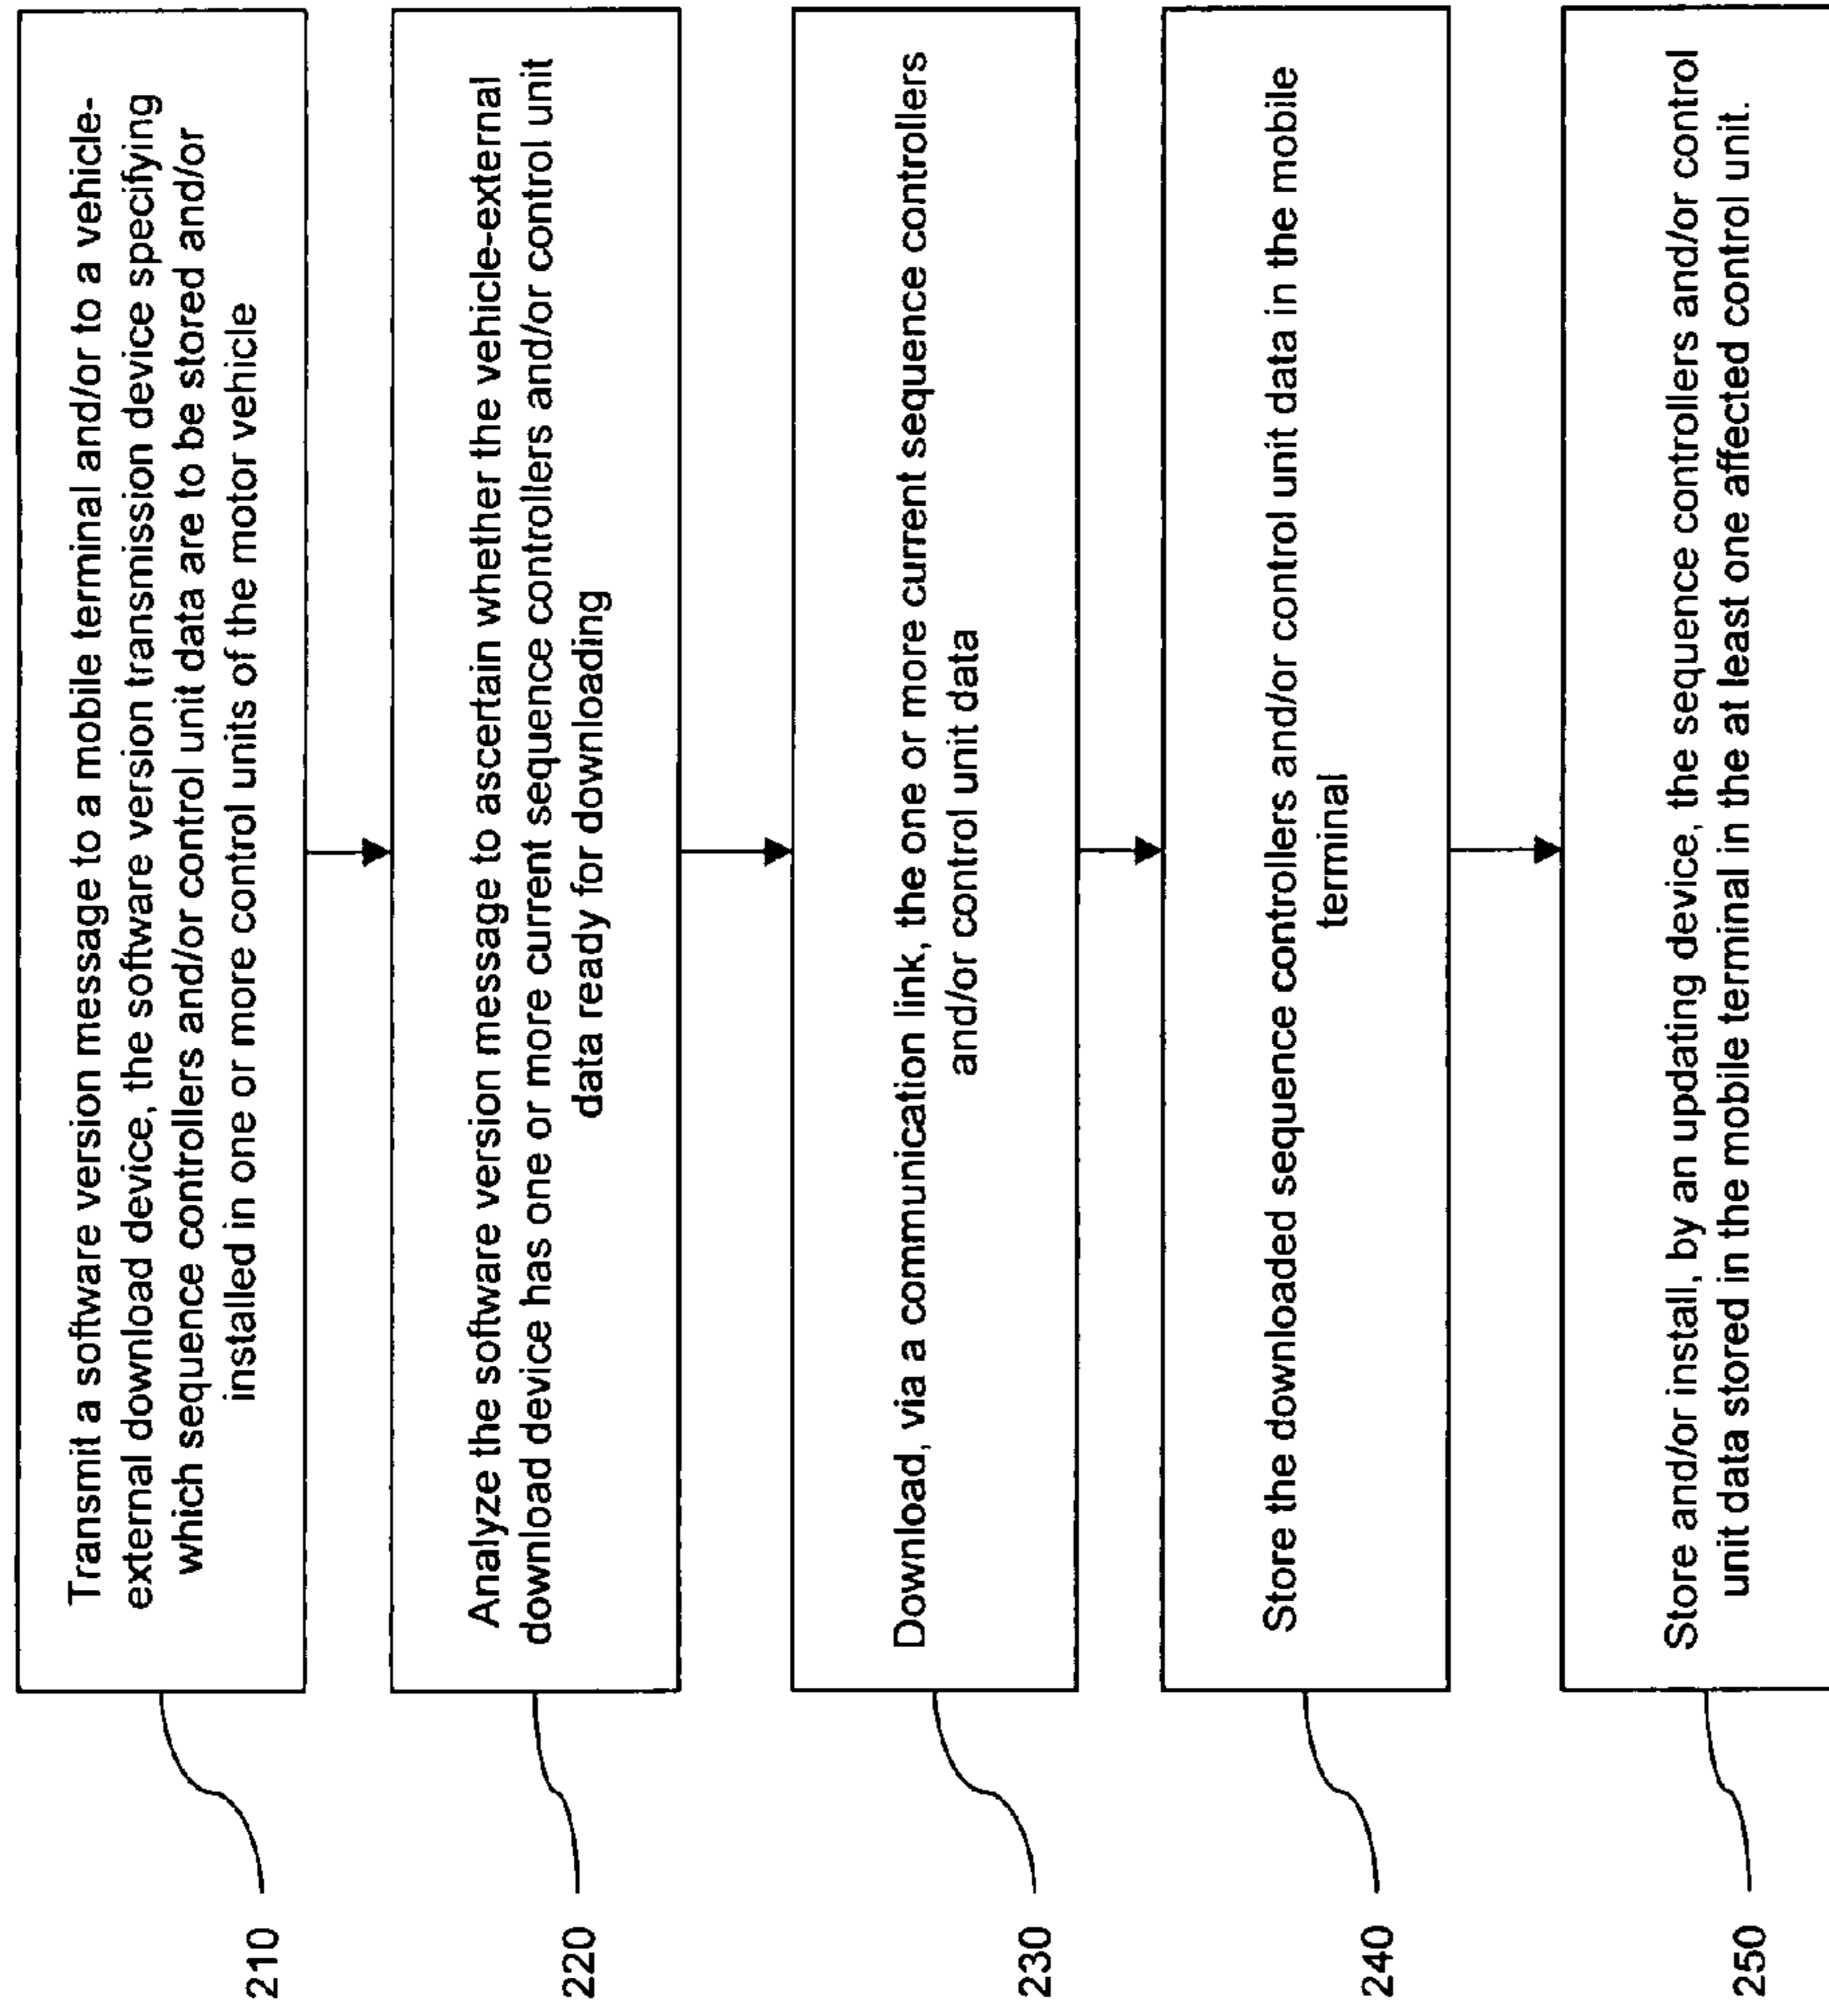 210
Transmit a software version message to a mobile terminal and/or to a vehicle-
external download device, the software version transmission device specifying
which sequence controllers and/or control unit data are to be stored and/or
installed in one or more control units of the motor vehicle
220
Analyze the software version message to ascertain whether the vehicle-external
download device has one or more current sequence controllers and/or control unit
data ready for downloading
230
Download, via a communication link, the one or more current sequence controllers
and/or control unit data
240
Store the downloaded sequence controllers and/or control unit data in the mobile
terminal
250
Store and/or install, by an updating device, the sequence controllers and/or control
unit data stored in the mobile terminal in the at least one affected control unit.